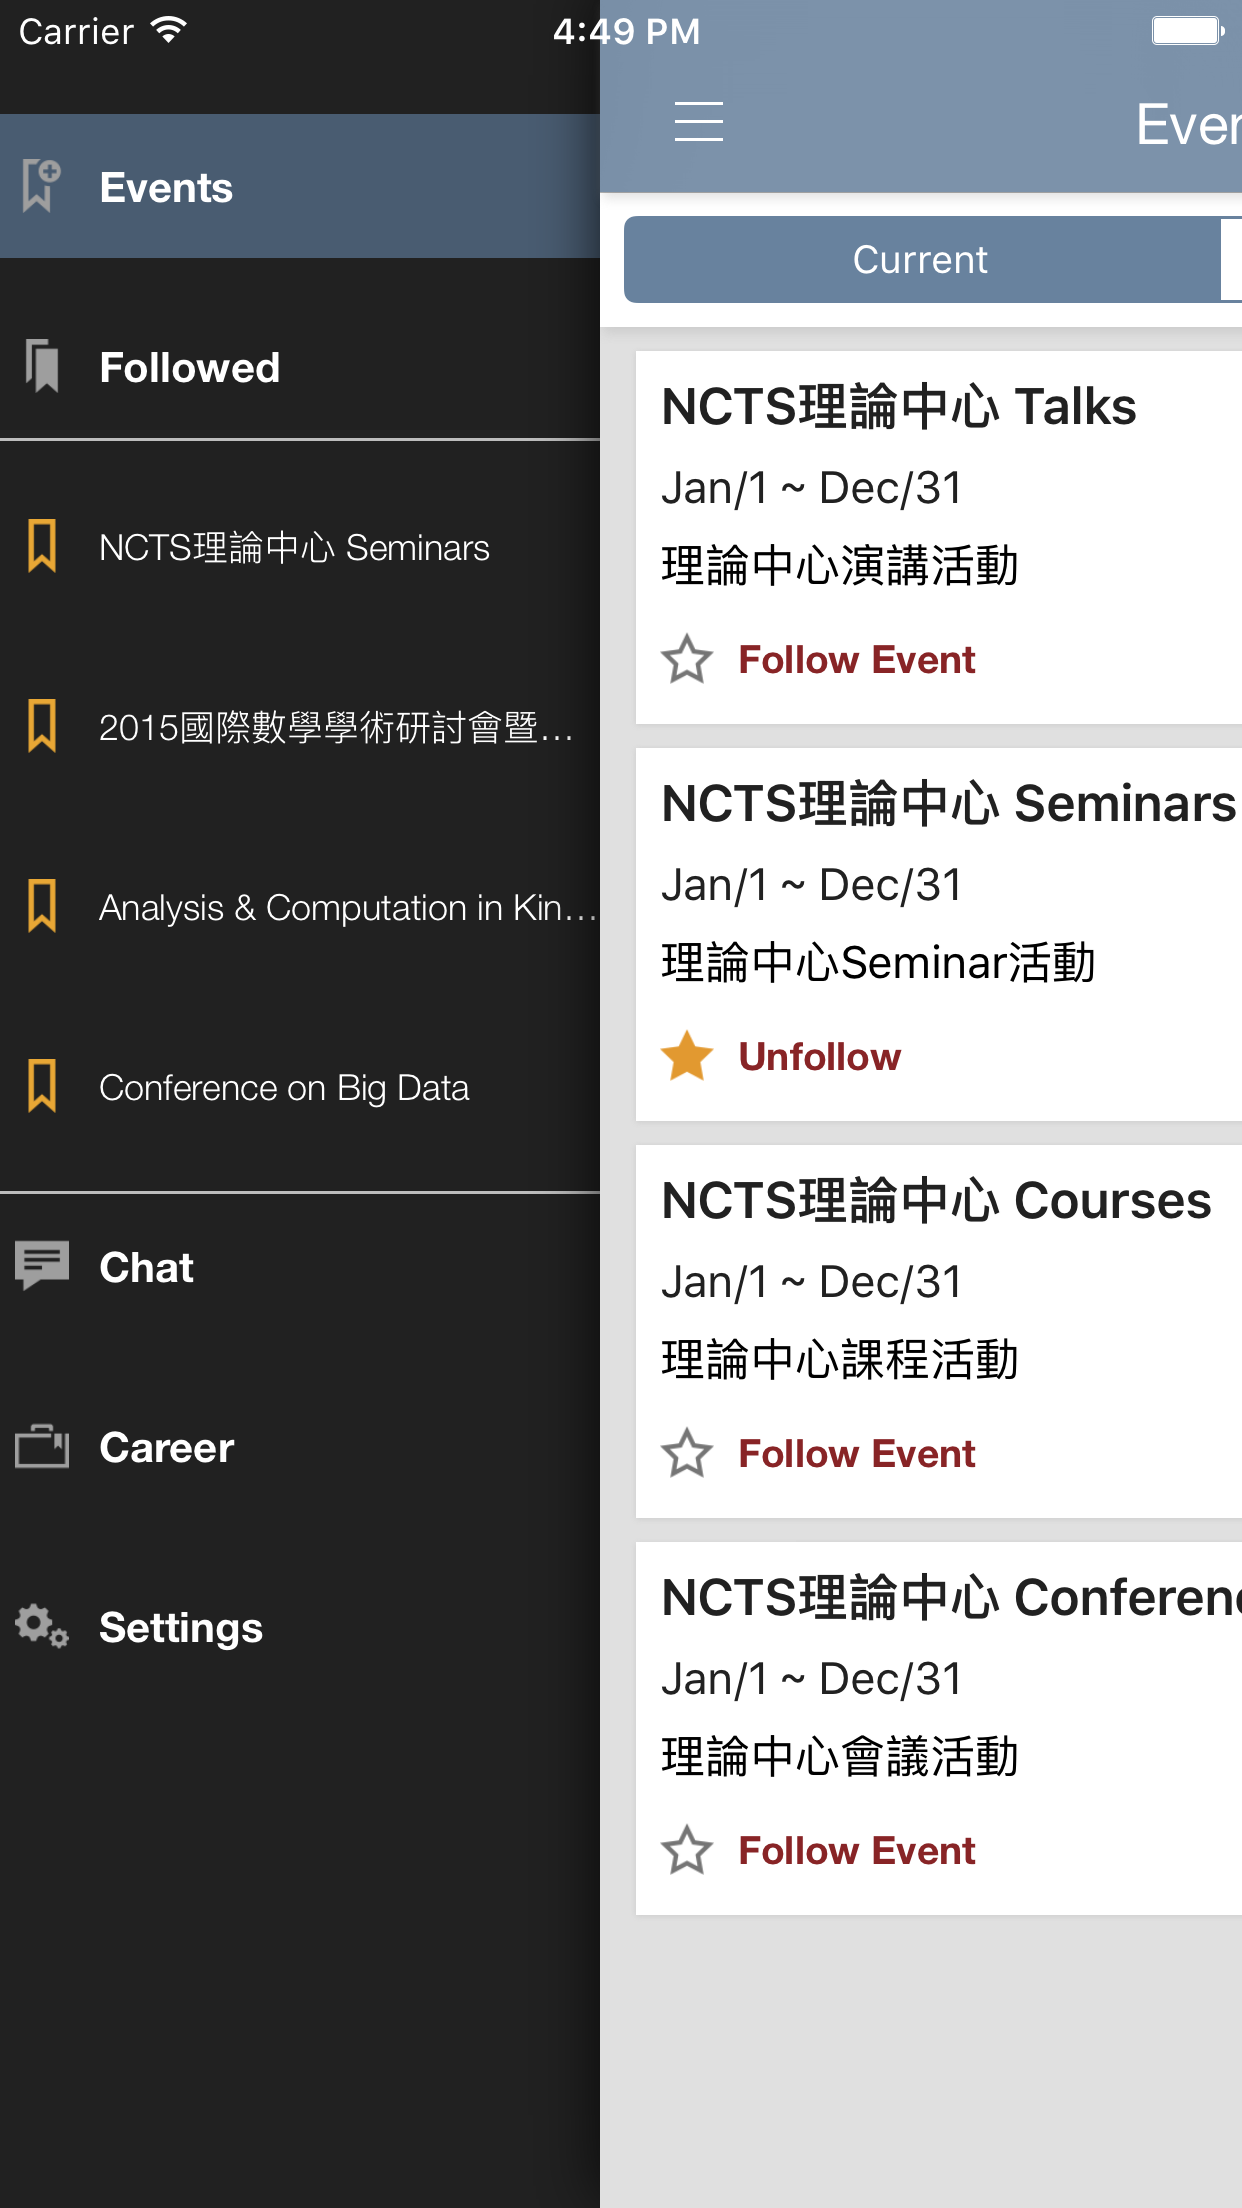 Carrier
4:49 PM
Events
Followed
NCTS理論中心 Seminars
2015國際數學學術研討會暨...
Analysis & Computation in Kin...
Conference on Big Data
Chat
Career
Settings
Even
Current
NCTS理論中心 Talks
Jan/1 ~ Dec/31
理論中心演講活動
Follow Event
NCTS理論中心 Seminars
Jan/1 ~ Dec/31
理論中心Seminar活動
Unfollow
NCTS理論中心 Courses
Jan/1 ~ Dec/31
理論中心課程活動
Follow Event
NCTS理論中心 Conferenc
Jan/1 ~ Dec/31
理論中心會議活動
Follow Event